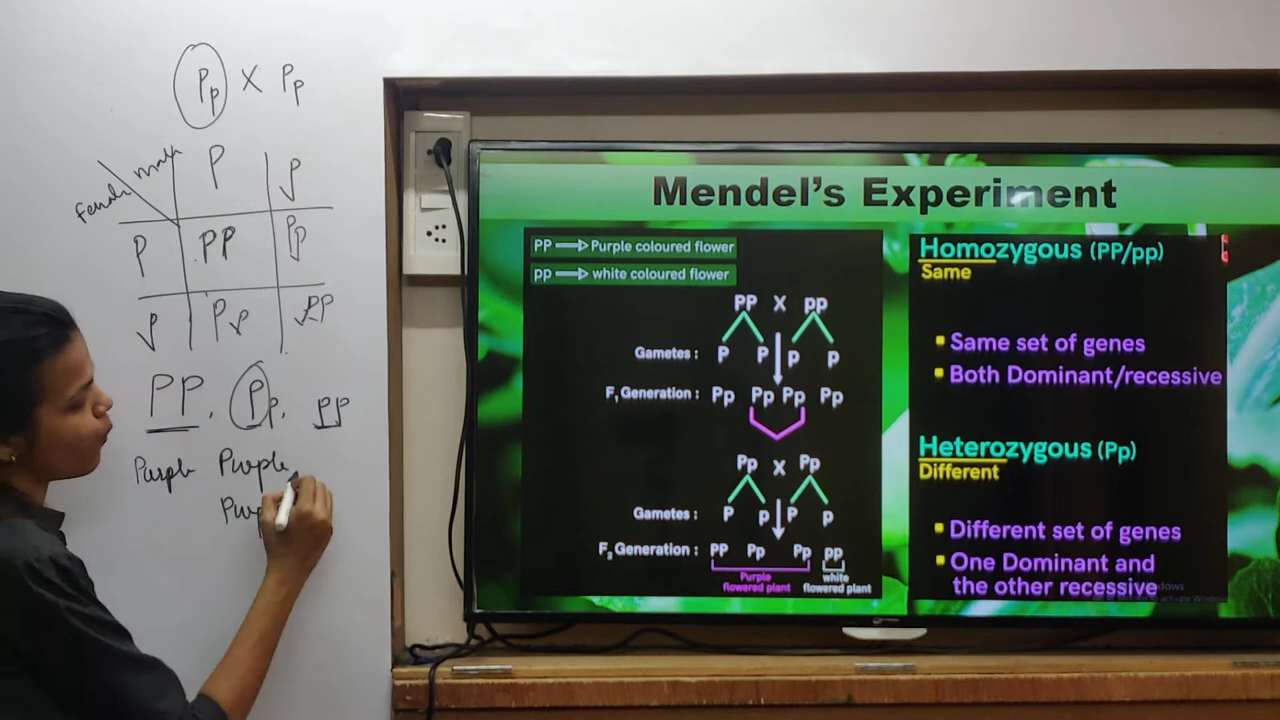 Pp X Pp
male
Female
P p
P PP Pp
p Pp pp
PP, Pp, pp
Purple Purple
Pur
Mendel's Experiment
PP → Purple coloured flower
pp → white coloured flower
PP X pp
Gametes : P P p p
F₁ Generation : Pp Pp Pp Pp
Pp X Pp
Gametes : P p P p
F₂ Generation : PP Pp Pp pp
Purple flowered plant
white flowered plant
Homozygous (PP/pp)
Same
Same set of genes
Both Dominant/recessive
Heterozygous (Pp)
Different
Different set of genes
One Dominant and
the other recessive